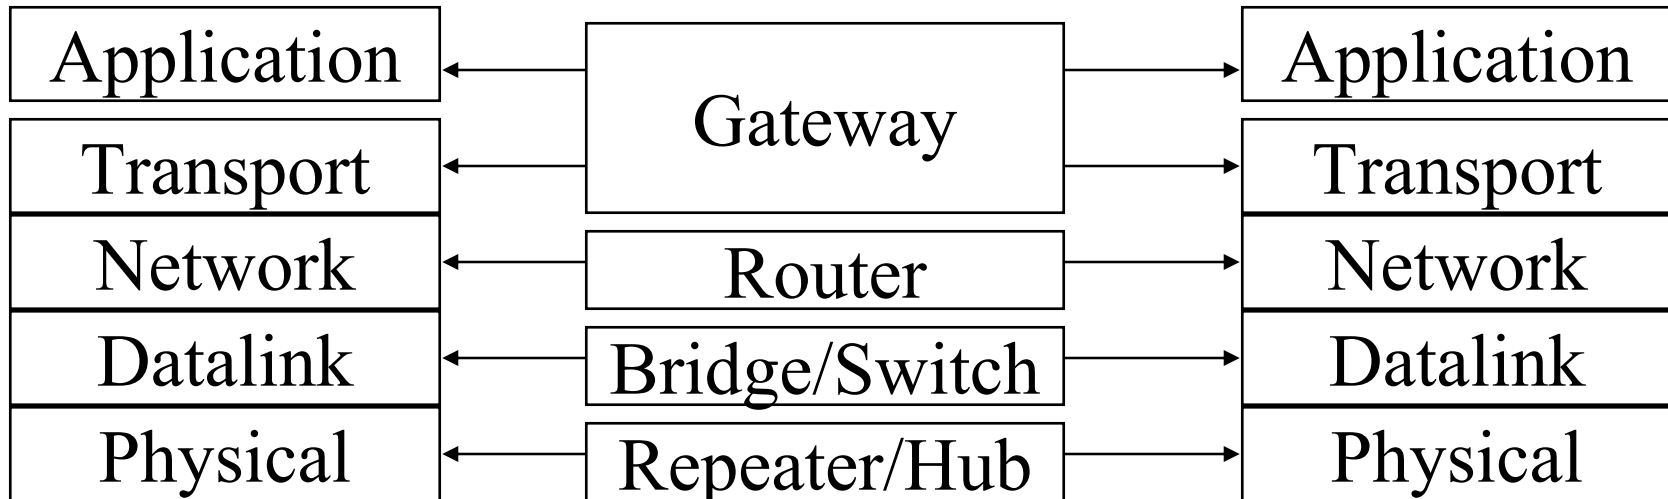 Application
Gateway
Application
Transport
Transport
Network
Router
Network
Datalink
Bridge/Switch
Datalink
Physical
Repeater/Hub
Physical